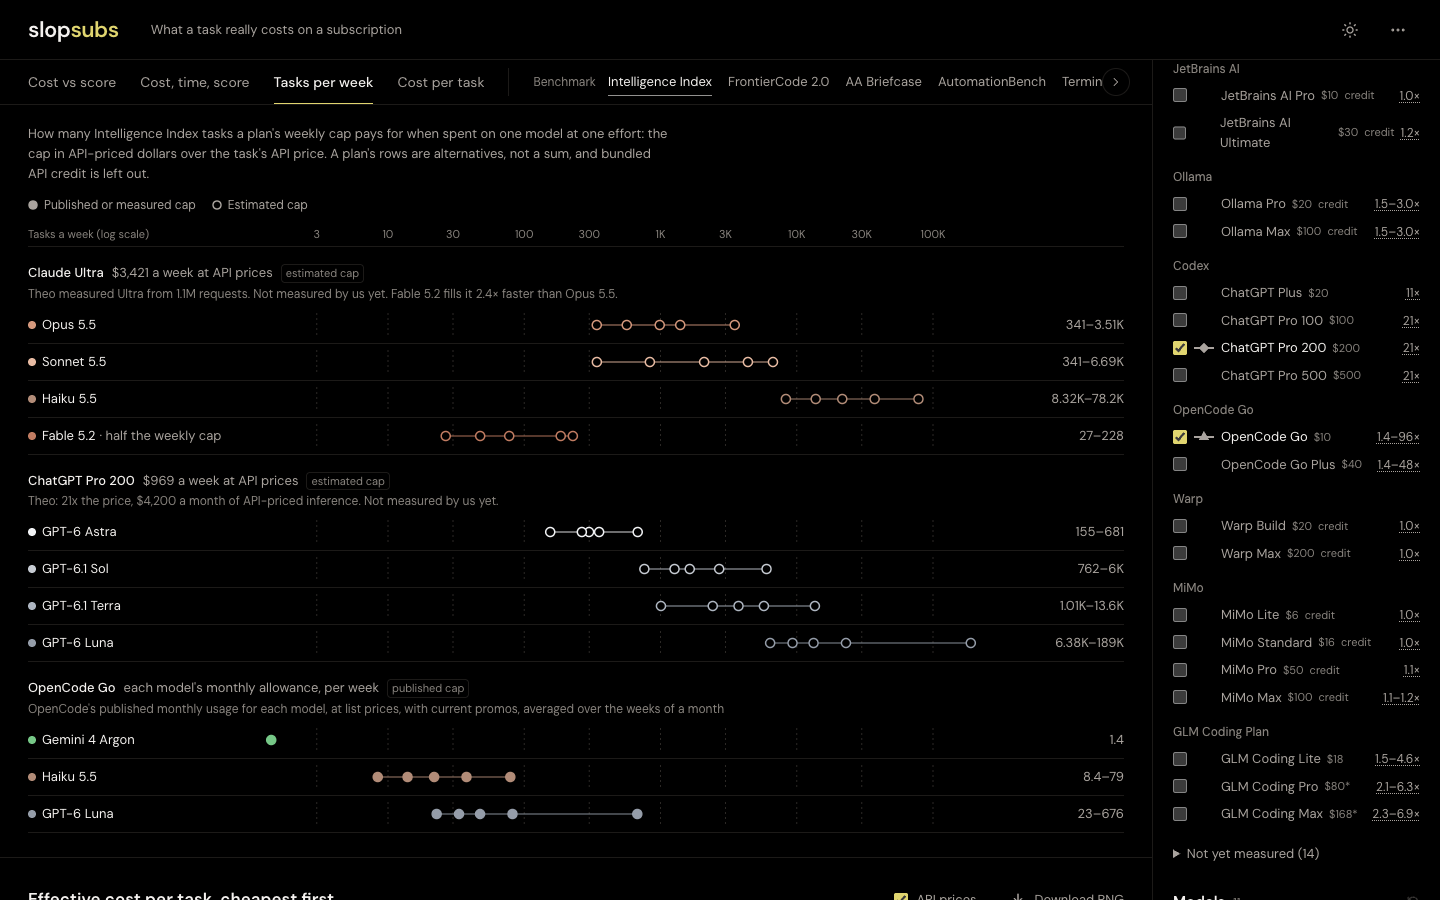 slopsubs
What a task really costs on a subscription
Cost vs score
Cost, time, score
Tasks per week
Cost per task
Benchmark
Intelligence Index
FrontierCode 2.0
AA Briefcase
AutomationBench
Termin
How many Intelligence Index tasks a plan's weekly cap pays for when spent on one model at one effort: the
cap in API-priced dollars over the task's API price. A plan's rows are alternatives, not a sum, and bundled
API credit is left out.
Published or measured cap
Estimated cap
Tasks a week (log scale)
3 10 30 100 300 1K 3K 10K 30K 100K
Claude Ultra $3,421 a week at API prices estimated cap
Theo measured Ultra from 1.1M requests. Not measured by us yet. Fable 5.2 fills it 2.4× faster than Opus 5.5.
Opus 5.5 341–3.51K
Sonnet 5.5 341–6.69K
Haiku 5.5 8.32K–78.2K
Fable 5.2 · half the weekly cap 27–228
ChatGPT Pro 200 $969 a week at API prices estimated cap
Theo: 21x the price, $4,200 a month of API-priced inference. Not measured by us yet.
GPT-6 Astra 155–681
GPT-6.1 Sol 762–6K
GPT-6.1 Terra 1.01K–13.6K
GPT-6 Luna 6.38K–189K
OpenCode Go each model's monthly allowance, per week published cap
OpenCode's published monthly usage for each model, at list prices, with current promos, averaged over the weeks of a month
Gemini 4 Argon 1.4
Haiku 5.5 8.4–79
GPT-6 Luna 23–676
Effective cost per task, cheapest first
API prices
Download PNG
JetBrains AI
JetBrains AI Pro $10 credit 1.0×
JetBrains AI
Ultimate
$30 credit 1.2×
Ollama
Ollama Pro $20 credit 1.5–3.0×
Ollama Max $100 credit 1.5–3.0×
Codex
ChatGPT Plus $20 11×
ChatGPT Pro 100 $100 21×
ChatGPT Pro 200 $200 21×
ChatGPT Pro 500 $500 21×
OpenCode Go
OpenCode Go $10 1.4–96×
OpenCode Go Plus $40 1.4–48×
Warp
Warp Build $20 credit 1.0×
Warp Max $200 credit 1.0×
MiMo
MiMo Lite $6 credit 1.0×
MiMo Standard $16 credit 1.0×
MiMo Pro $50 credit 1.1×
MiMo Max $100 credit 1.1–1.2×
GLM Coding Plan
GLM Coding Lite $18 1.5–4.6×
GLM Coding Pro $80* 2.1–6.3×
GLM Coding Max $168* 2.3–6.9×
Not yet measured (14)
Models